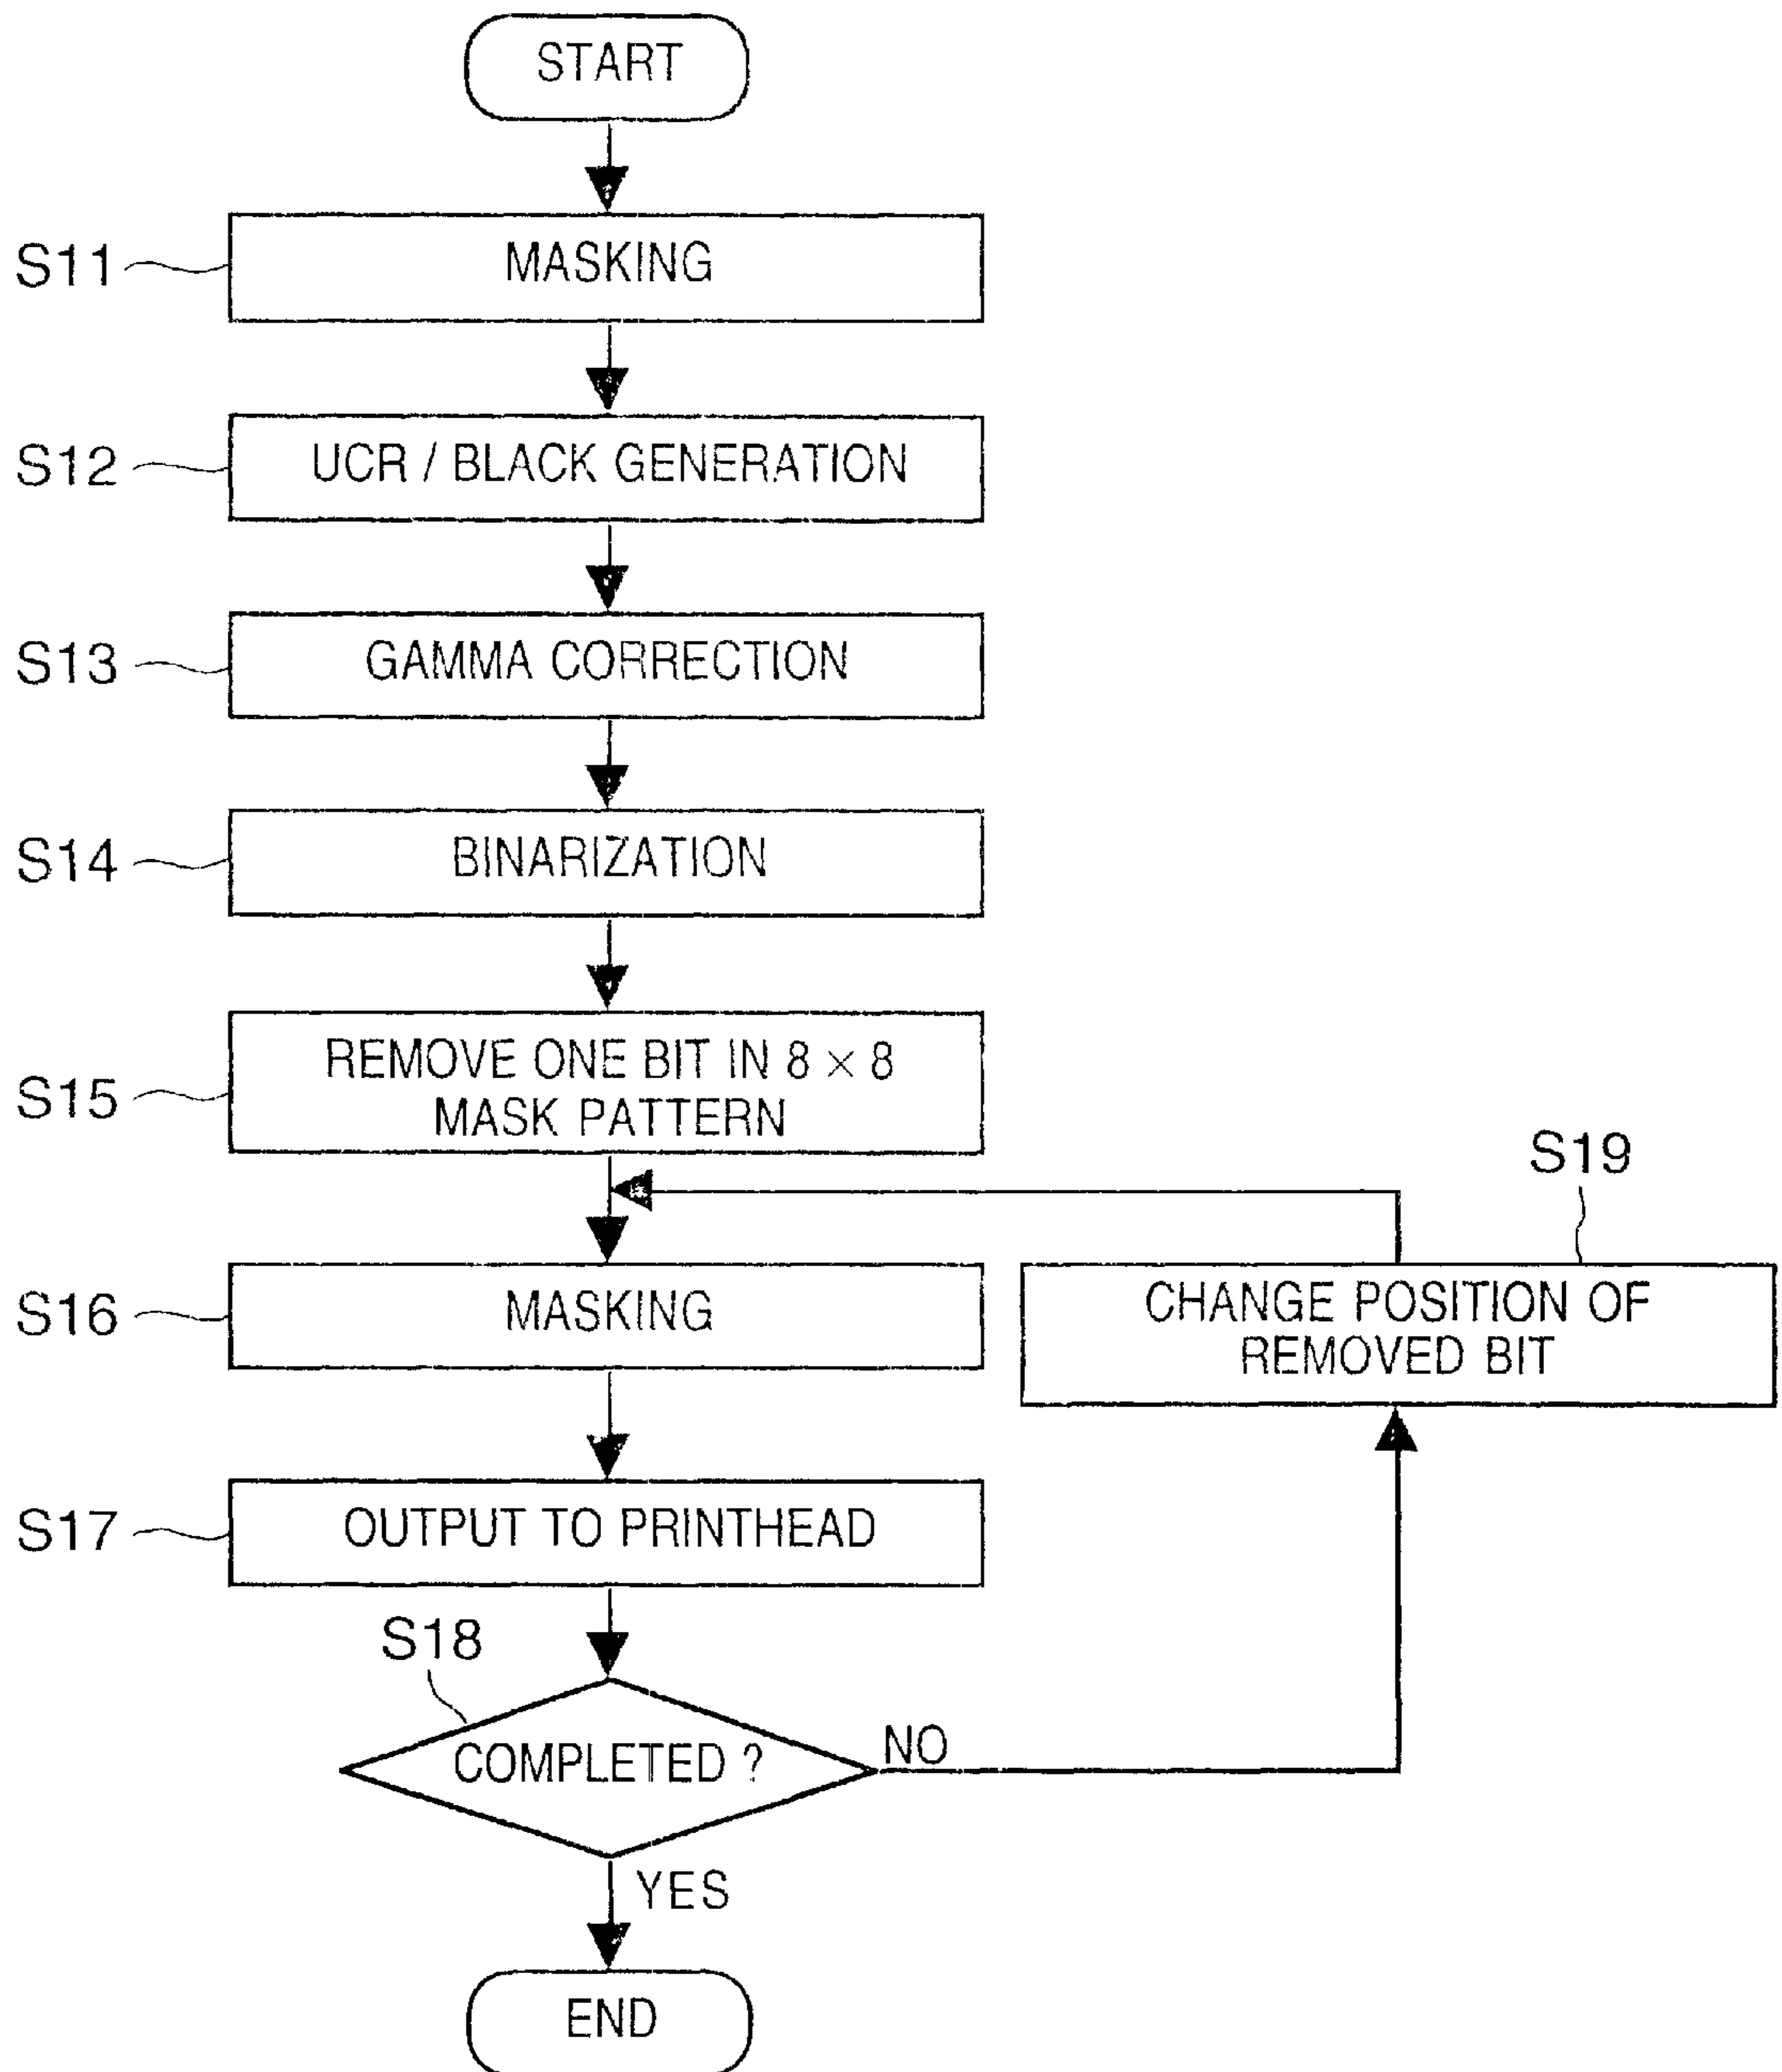 START
S11
MASKING
S12
UCR / BLACK GENERATION
S13
GAMMA CORRECTION
S14
BINARIZATION
S15
REMOVE ONE BIT IN 8 × 8
MASK PATTERN
S19
S16
MASKING
CHANGE POSITION OF
REMOVED BIT
S17
OUTPUT TO PRINTHEAD
S18
COMPLETED ?
NO
YES
END